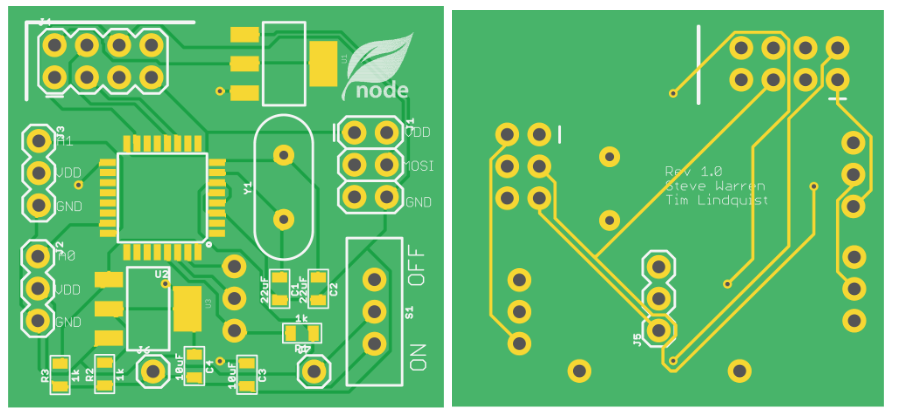 J1
node
J3
A1
VDD
GND
VDD
MOSI
GND
Y1
J2
A0
VDD
GND
U2
22uF
C1
22uF
C2
OFF
S1
ON
1k
R3
1k
R2
1k
J6
10uF
C4
10uF
C3
Rev 1.0
Steve Warren
Tim Lindquist
J5